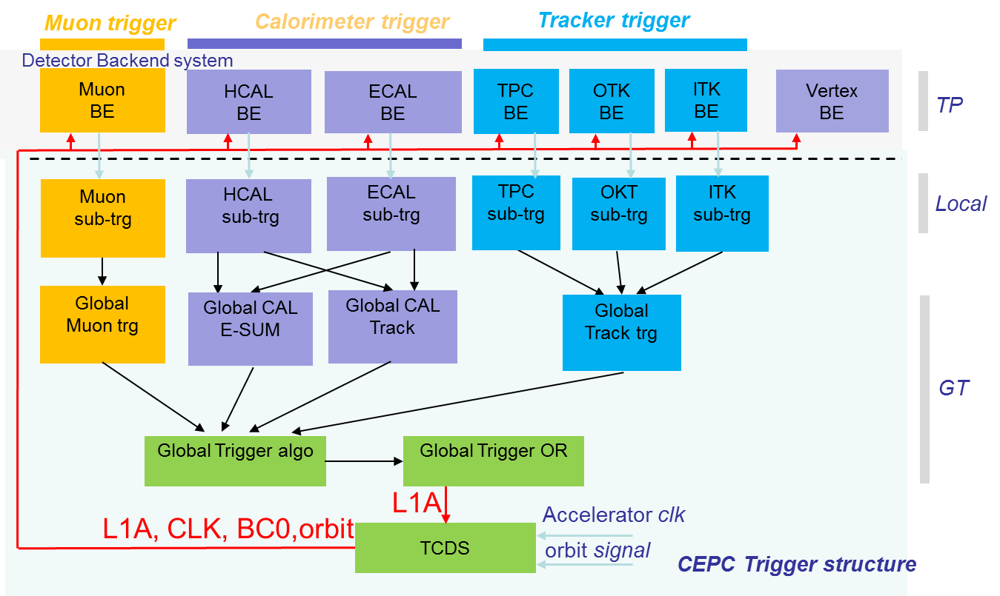 Muon trigger
Calorimeter trigger
Tracker trigger
Detector Backend system
Muon
BE
HCAL
BE
ECAL
BE
TPC
BE
OTK
BE
ITK
BE
Vertex
BE
TP
Muon
sub-trg
HCAL
sub-trg
ECAL
sub-trg
TPC
sub-trg
OKT
sub-trg
ITK
sub-trg
Local
Global
Muon trg
Global CAL
E-SUM
Global CAL
Track
Global
Track trg
GT
Global Trigger algo
Global Trigger OR
L1A
L1A, CLK, BC0,orbit
TCDS
Accelerator clk
orbit signal
CEPC Trigger structure